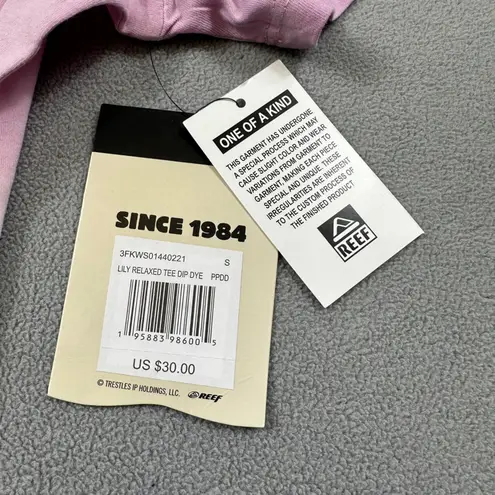 ONE OF A KIND
THIS GARMENT HAS UNDERGONE
A SPECIAL PROCESS WHICH MAY
CAUSE SLIGHT COLOR AND WEAR
VARIATIONS FROM GARMENT TO
GARMENT, MAKING EACH PIECE
SPECIAL AND UNIQUE. THESE
IRREGULARITIES ARE INHERENT
TO THE CUSTOM PROCESS OF
THE FINISHED PRODUCT
REEF
SINCE 1984
3FKWS01440221 S
LILY RELAXED TEE DIP DYE PPDD
1 95883 98600 5
US $30.00
© TRESTLES IP HOLDINGS, LLC. REEF